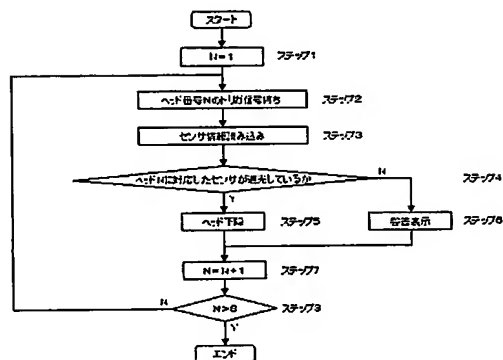 スタート
N=1
ステップ1
ヘッド番号Nのトリガ信号待ち
ステップ2
センサ情報読み込み
ステップ3
ヘッドNに対応したセンサが遮光しているか
N
ステップ4
Y
ヘッド下降
ステップ5
警告表示
ステップ6
N=N+1
ステップ7
N
N>8
Y
エンド